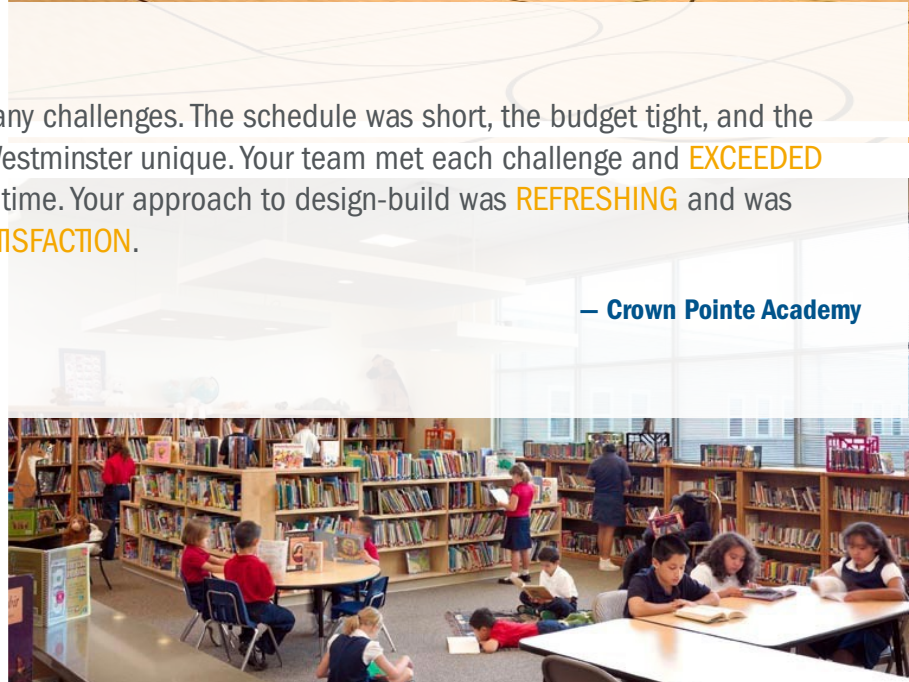 any challenges. The schedule was short, the budget tight, and the
Westminster unique. Your team met each challenge and EXCEEDED
time. Your approach to design-build was REFRESHING and was
TISFACTION.
— Crown Pointe Academy